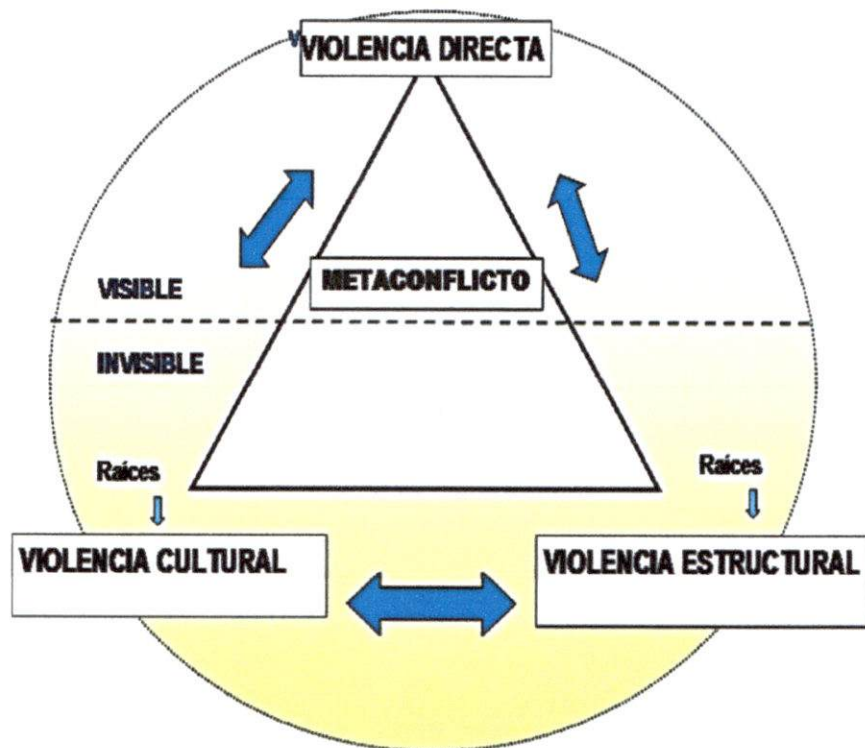 VIOLENCIA DIRECTA
METACONFLICTO
VISIBLE
INVISIBLE
Raíces
Raíces
VIOLENCIA CULTURAL
VIOLENCIA ESTRUCTURAL